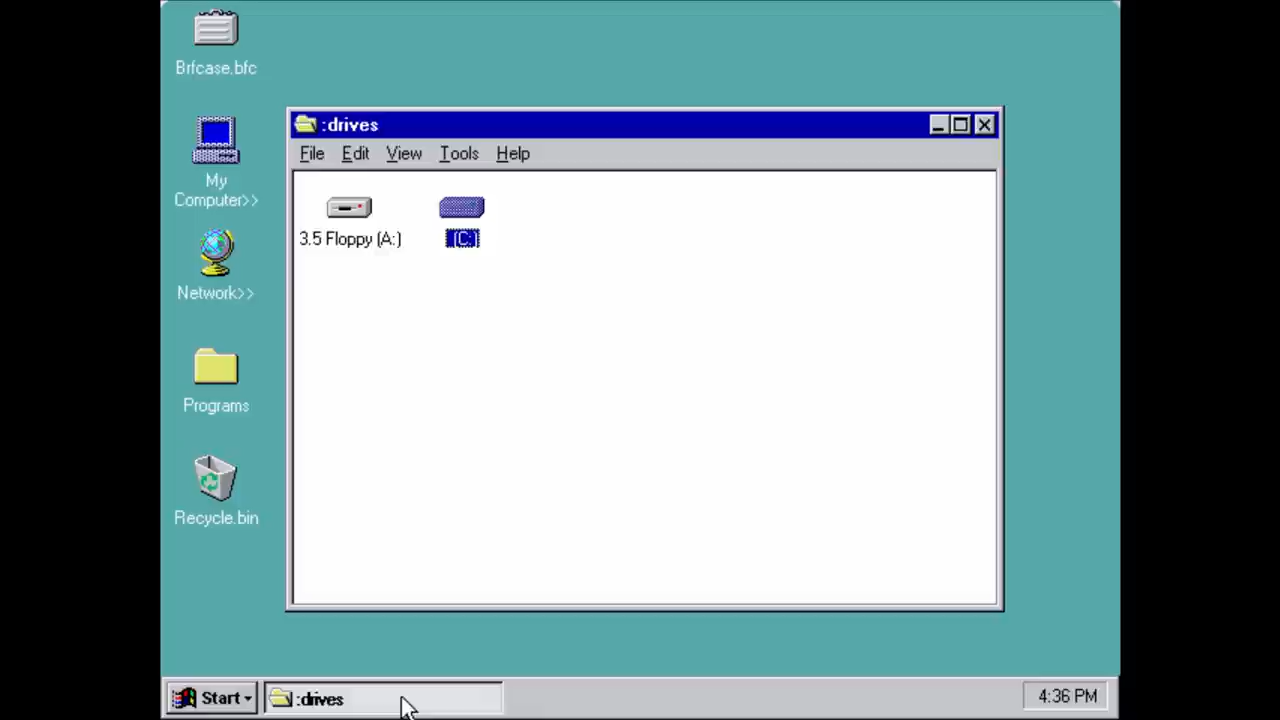 Brfcase.bfc
My
Computer>>
Network>>
Programs
Recycle.bin
:drives
File Edit View Tools Help
3.5 Floppy (A:)
(C:)
Start
:drives
4:36 PM